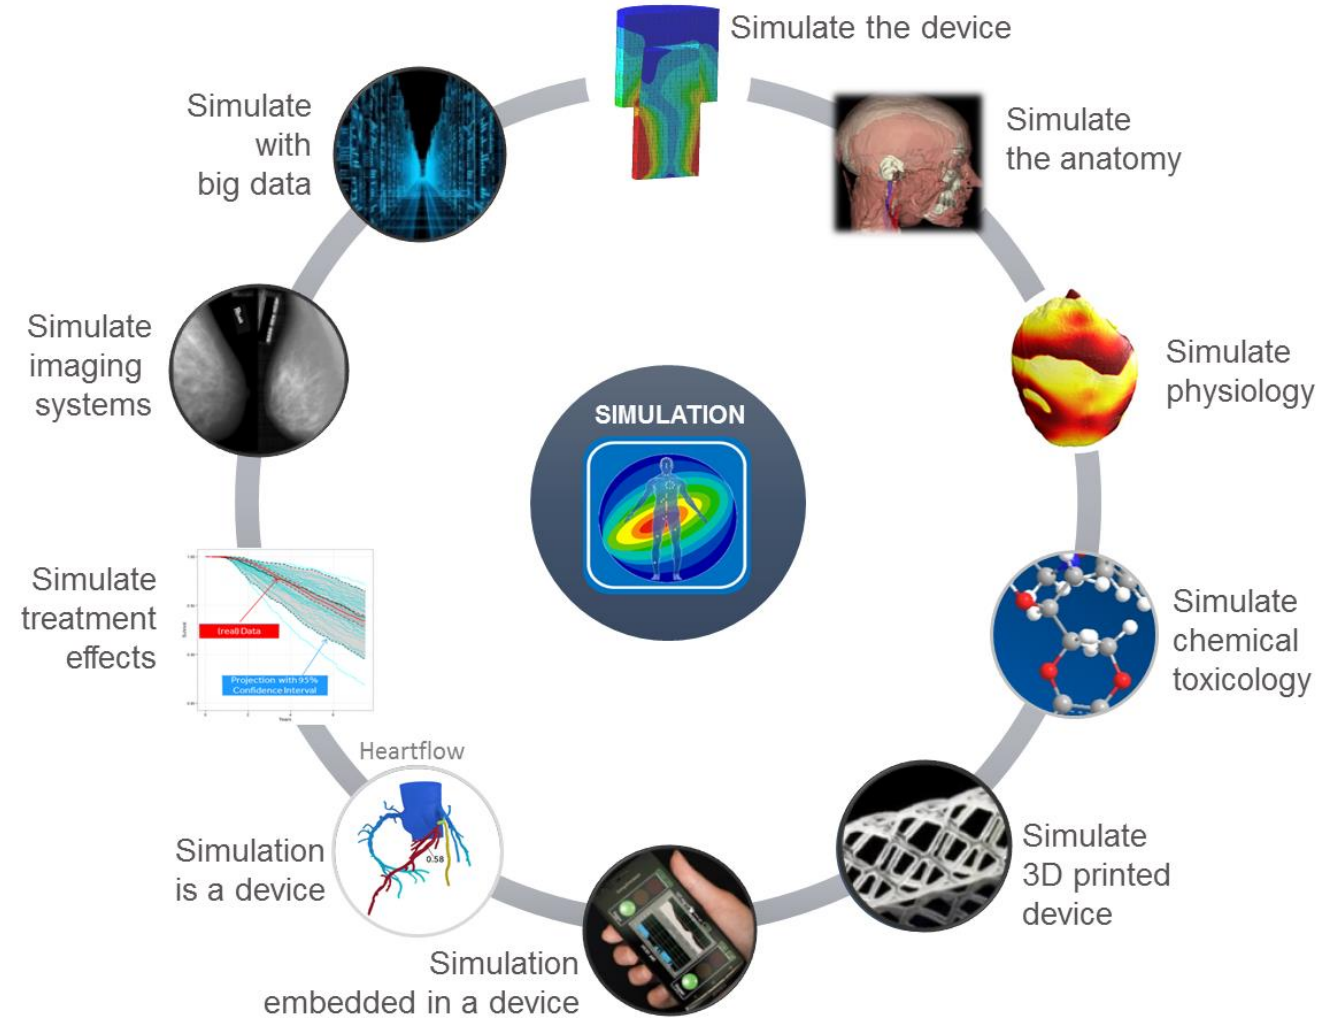 Simulate the device
Simulate
the anatomy
Simulate
physiology
Simulate
chemical
toxicology
Simulate
3D printed
device
Simulation
embedded in a device
Heartflow
0.58
Simulation
is a device
Simulate
treatment
effects
(real) Data
Projection with 95%
Confidence Interval
Years
Simulate
imaging
systems
Simulate
with
big data
SIMULATION